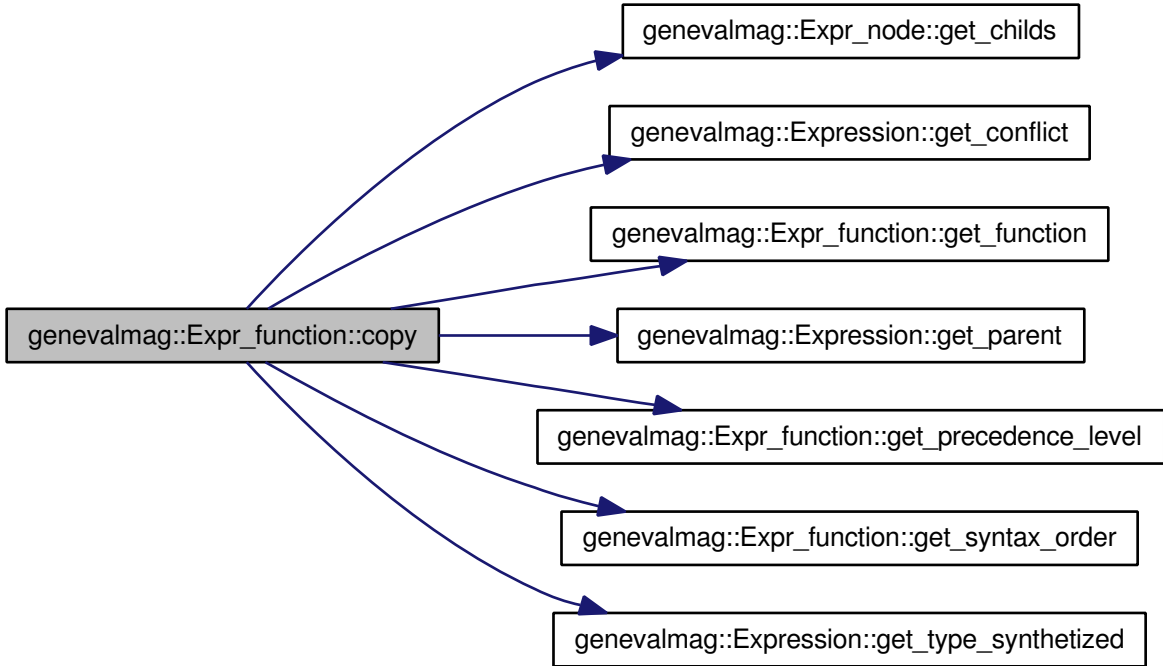 genevalmag::Expr_node::get_childs
genevalmag::Expression::get_conflict
genevalmag::Expr_function::get_function
genevalmag::Expr_function::copy
genevalmag::Expression::get_parent
genevalmag::Expr_function::get_precedence_level
genevalmag::Expr_function::get_syntax_order
genevalmag::Expression::get_type_synthetized